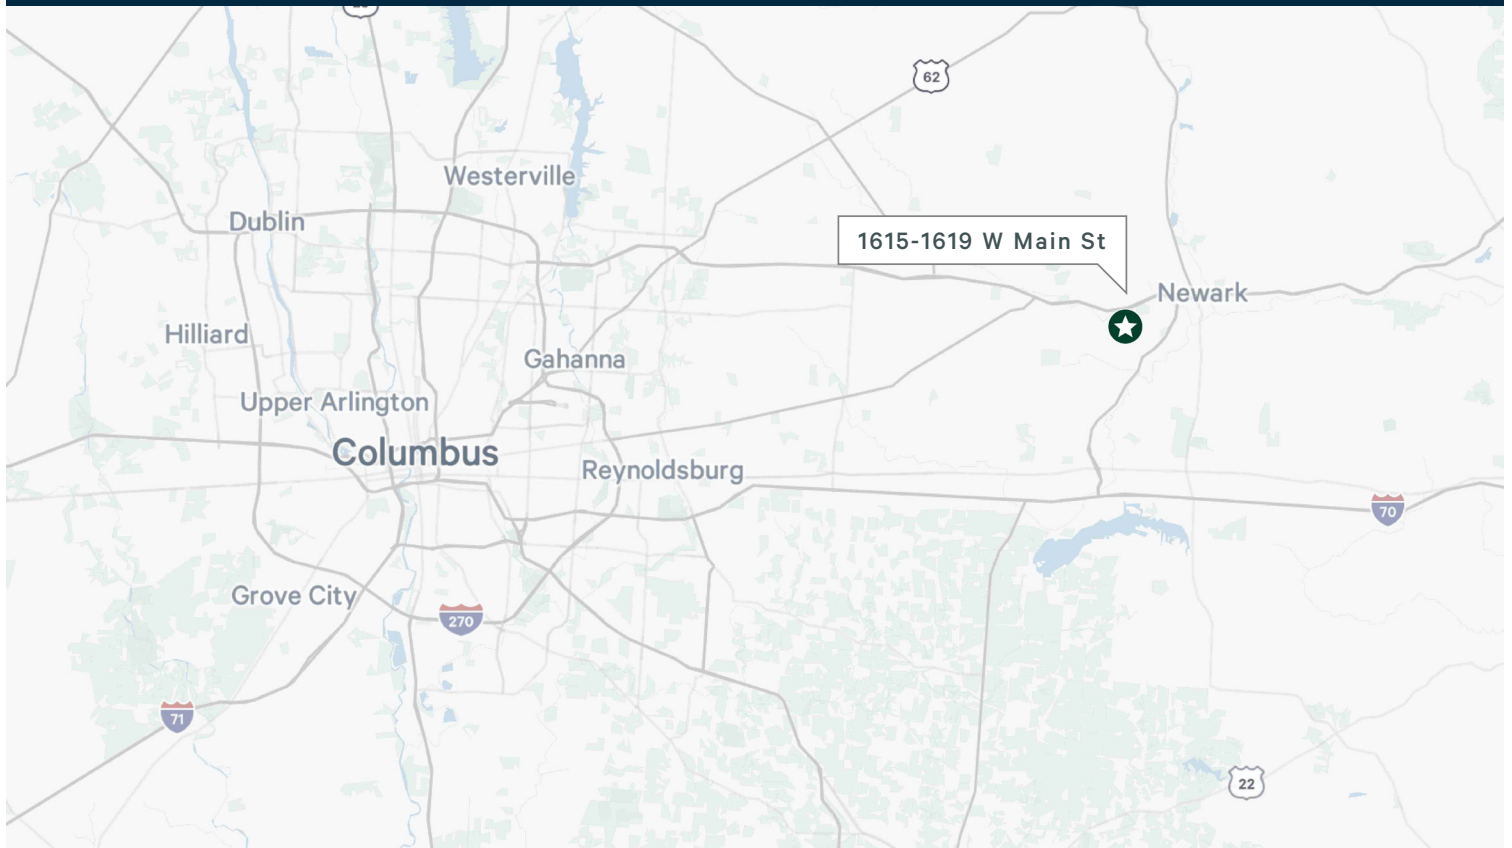 62
Westerville
Dublin
1615-1619 W Main St
Newark
Hilliard
Gahanna
Upper Arlington
Columbus
Reynoldsburg
70
Grove City
270
71
22